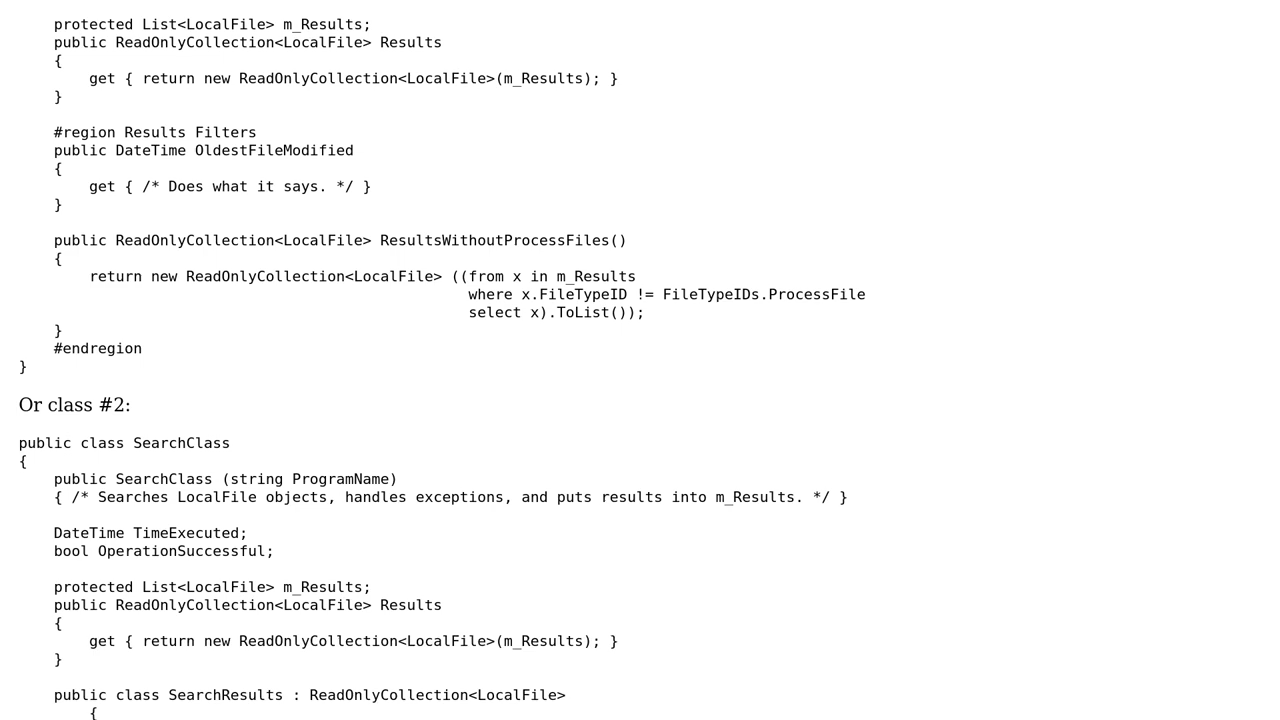 protected List<LocalFile> m_Results;
    public ReadOnlyCollection<LocalFile> Results
    {
        get { return new ReadOnlyCollection<LocalFile>(m_Results); }
    }

    #region Results Filters
    public DateTime OldestFileModified
    {
        get { /* Does what it says. */ }
    }

    public ReadOnlyCollection<LocalFile> ResultsWithoutProcessFiles()
    {
        return new ReadOnlyCollection<LocalFile> ((from x in m_Results
                                                   where x.FileTypeID != FileTypeIDs.ProcessFile
                                                   select x).ToList());
    }
    #endregion
}
Or class #2:
public class SearchClass
{
    public SearchClass (string ProgramName)
    { /* Searches LocalFile objects, handles exceptions, and puts results into m_Results. */ }

    DateTime TimeExecuted;
    bool OperationSuccessful;

    protected List<LocalFile> m_Results;
    public ReadOnlyCollection<LocalFile> Results
    {
        get { return new ReadOnlyCollection<LocalFile>(m_Results); }
    }

    public class SearchResults : ReadOnlyCollection<LocalFile>
        {